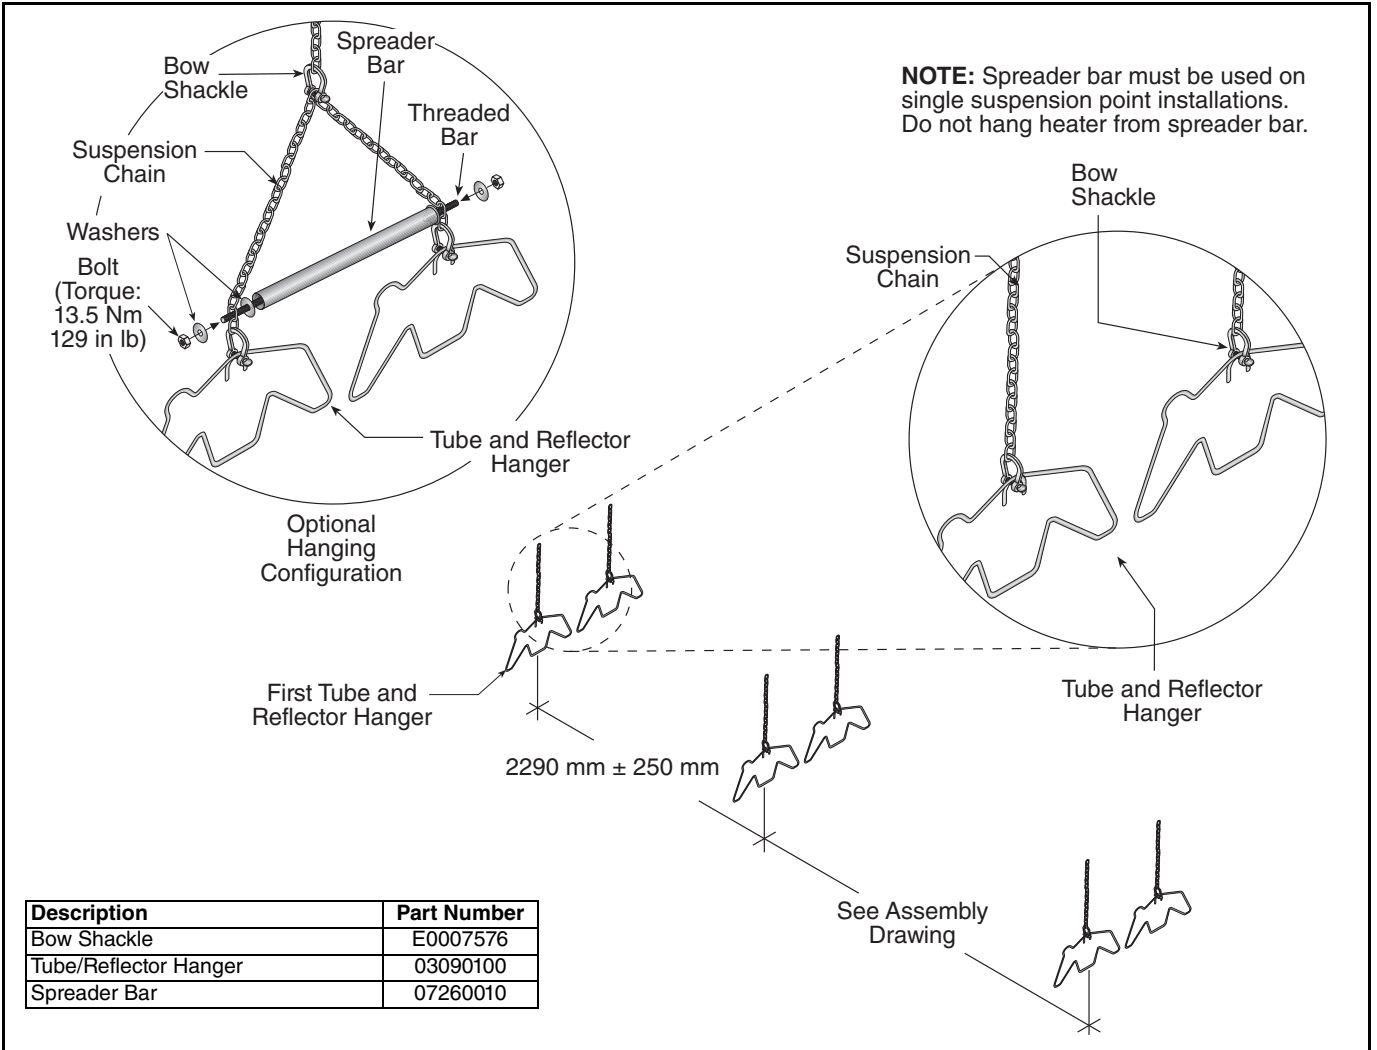 Spreader
Bar
Bow
Shackle
Threaded
Bar
Suspension
Chain
Washers
Bolt
(Torque:
13.5 Nm
129 in lb)
Tube and Reflector
Hanger
Optional
Hanging
Configuration
NOTE: Spreader bar must be used on
single suspension point installations.
Do not hang heater from spreader bar.
Bow
Shackle
Suspension
Chain
Tube and Reflector
Hanger
First Tube and
Reflector Hanger
2290 mm ± 250 mm
See Assembly
Drawing
Description Part Number
Bow Shackle E0007576
Tube/Reflector Hanger 03090100
Spreader Bar 07260010